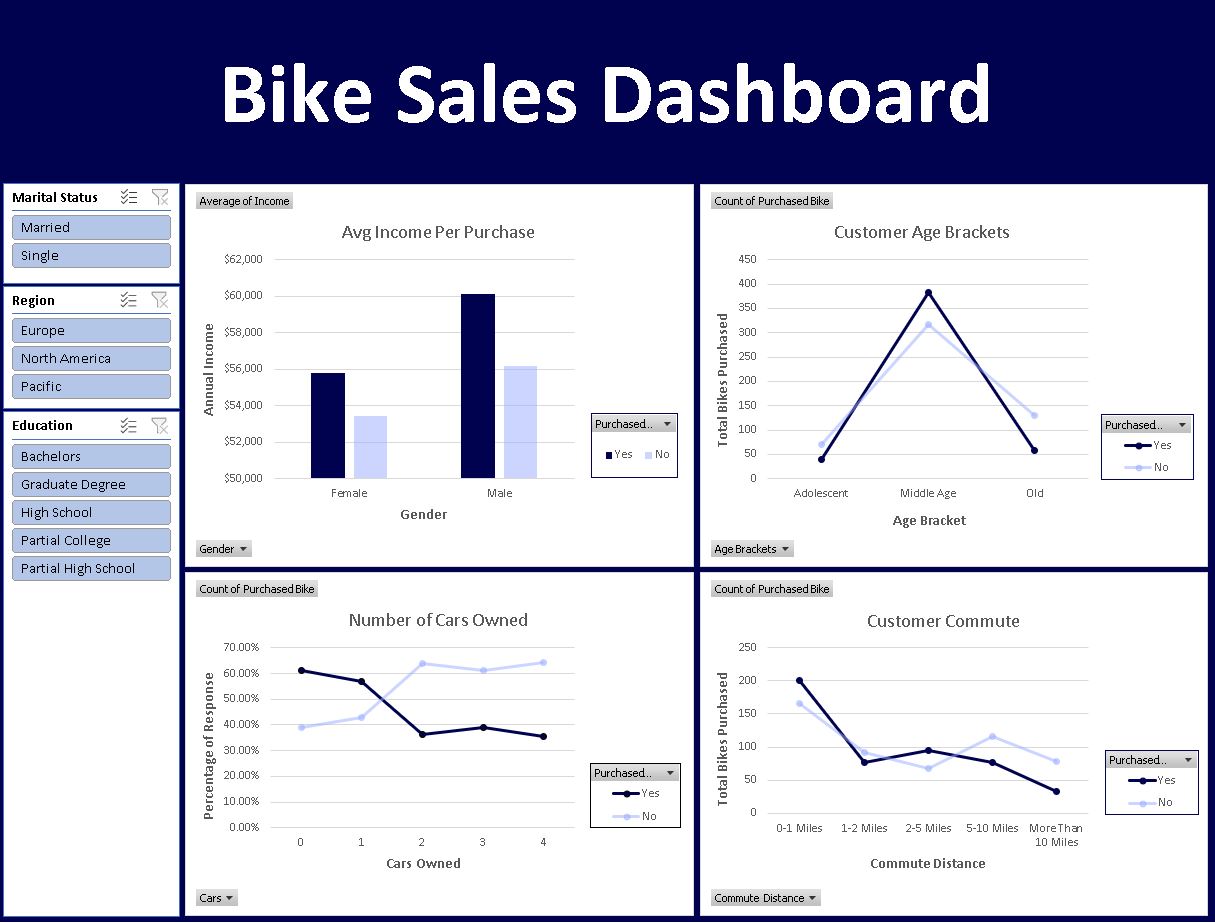 Bike Sales Dashboard
Marital Status
Married
Single
Region
Europe
North America
Pacific
Education
Bachelors
Graduate Degree
High School
Partial College
Partial High School
Average of Income
Avg Income Per Purchase
$62,000
$60,000
$58,000
$56,000
$54,000
$52,000
$50,000
Annual Income
Female
Male
Gender
Purchased...
Yes
No
Gender
Count of Purchased Bike
Customer Age Brackets
450
400
350
300
250
200
150
100
50
0
Total Bikes Purchased
Adolescent
Middle Age
Old
Age Bracket
Purchased...
Yes
No
Age Brackets
Count of Purchased Bike
Number of Cars Owned
70.00%
60.00%
50.00%
40.00%
30.00%
20.00%
10.00%
0.00%
Percentage of Response
0
1
2
3
4
Cars Owned
Purchased...
Yes
No
Cars
Count of Purchased Bike
Customer Commute
250
200
150
100
50
0
Total Bikes Purchased
0-1 Miles
1-2 Miles
2-5 Miles
5-10 Miles
More Than
10 Miles
Commute Distance
Purchased...
Yes
No
Commute Distance